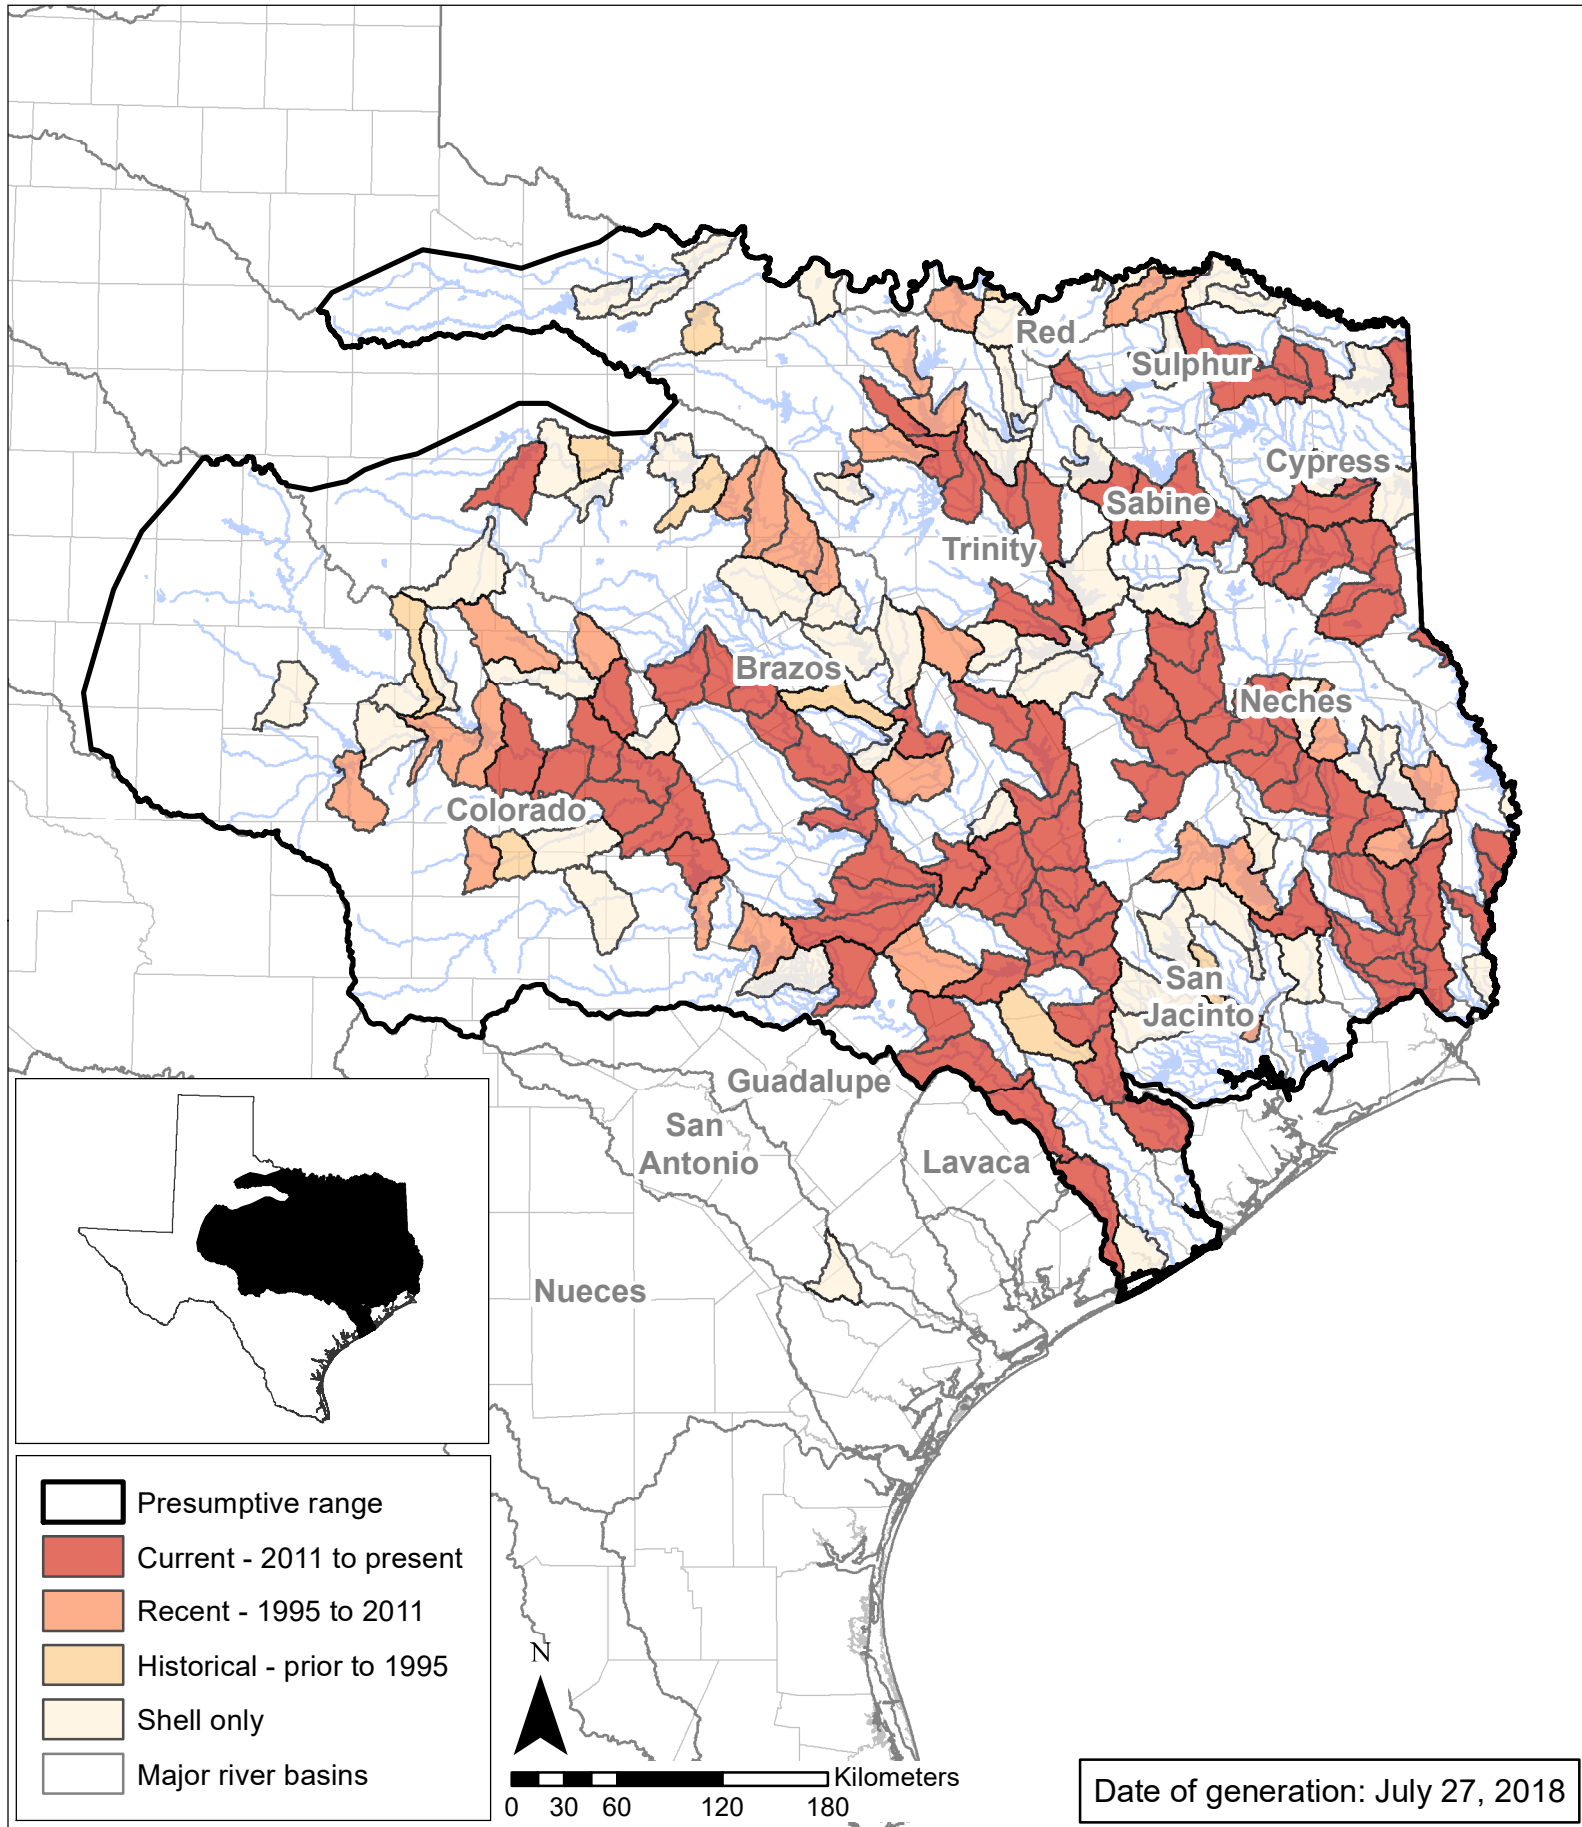 Red
Sulphur
Cypress
Sabine
Trinity
Brazos
Neches
Colorado
San
Jacinto
Guadalupe
San
Antonio
Lavaca
Nueces
Presumptive range
Current - 2011 to present
Recent - 1995 to 2011
Historical - prior to 1995
Shell only
Major river basins
N
Kilometers
0 30 60 120 180
Date of generation: July 27, 2018